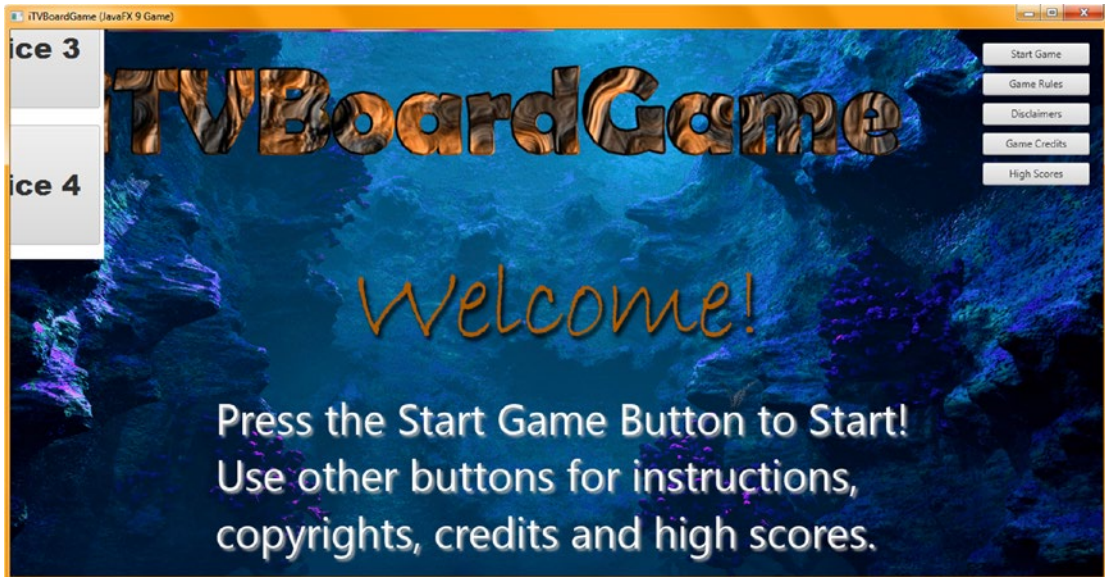 iTVBoardGame (JavaFX 9 Game)
ice 3
ice 4
iTVBoardGame
Start Game
Game Rules
Disclaimers
Game Credits
High Scores
Welcome!
Press the Start Game Button to Start!
Use other buttons for instructions,
copyrights, credits and high scores.